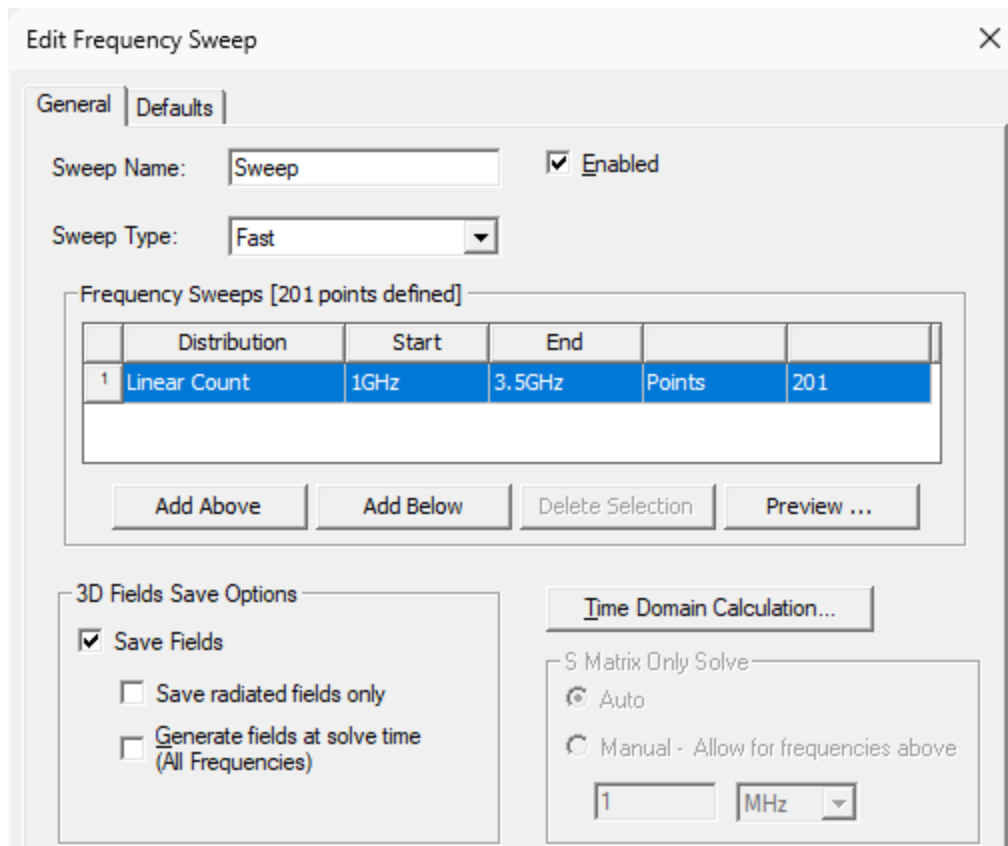 Edit Frequency Sweep
General
Defaults
Sweep Name:
Sweep
Enabled
Sweep Type:
Fast
Frequency Sweeps [201 points defined]
Distribution Start End
1 Linear Count 1GHz 3.5GHz Points 201
Add Above
Add Below
Delete Selection
Preview ...
3D Fields Save Options
Save Fields
Save radiated fields only
Generate fields at solve time
(All Frequencies)
Time Domain Calculation...
S Matrix Only Solve
Auto
Manual - Allow for frequencies above
1
MHz